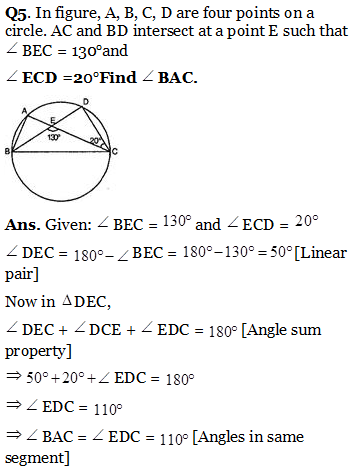 Q5. In figure, A, B, C, D are four points on a
circle. AC and BD intersect at a point E such that
∠ BEC = 130°and
∠ ECD =20°Find ∠ BAC.
D
A
E
130°
20°
B
C
Ans. Given: ∠ BEC = 130° and ∠ECD = 20°
∠ DEC = 180°−∠ BEC = 180°−130° = 50°[Linear
pair]
Now in ΔDEC,
∠ DEC + ∠ DCE + ∠ EDC = 180° [Angle sum
property]
⇒ 50°+20°+∠ EDC = 180°
⇒∠ EDC = 110°
⇒∠ BAC = ∠ EDC = 110° [Angles in same
segment]